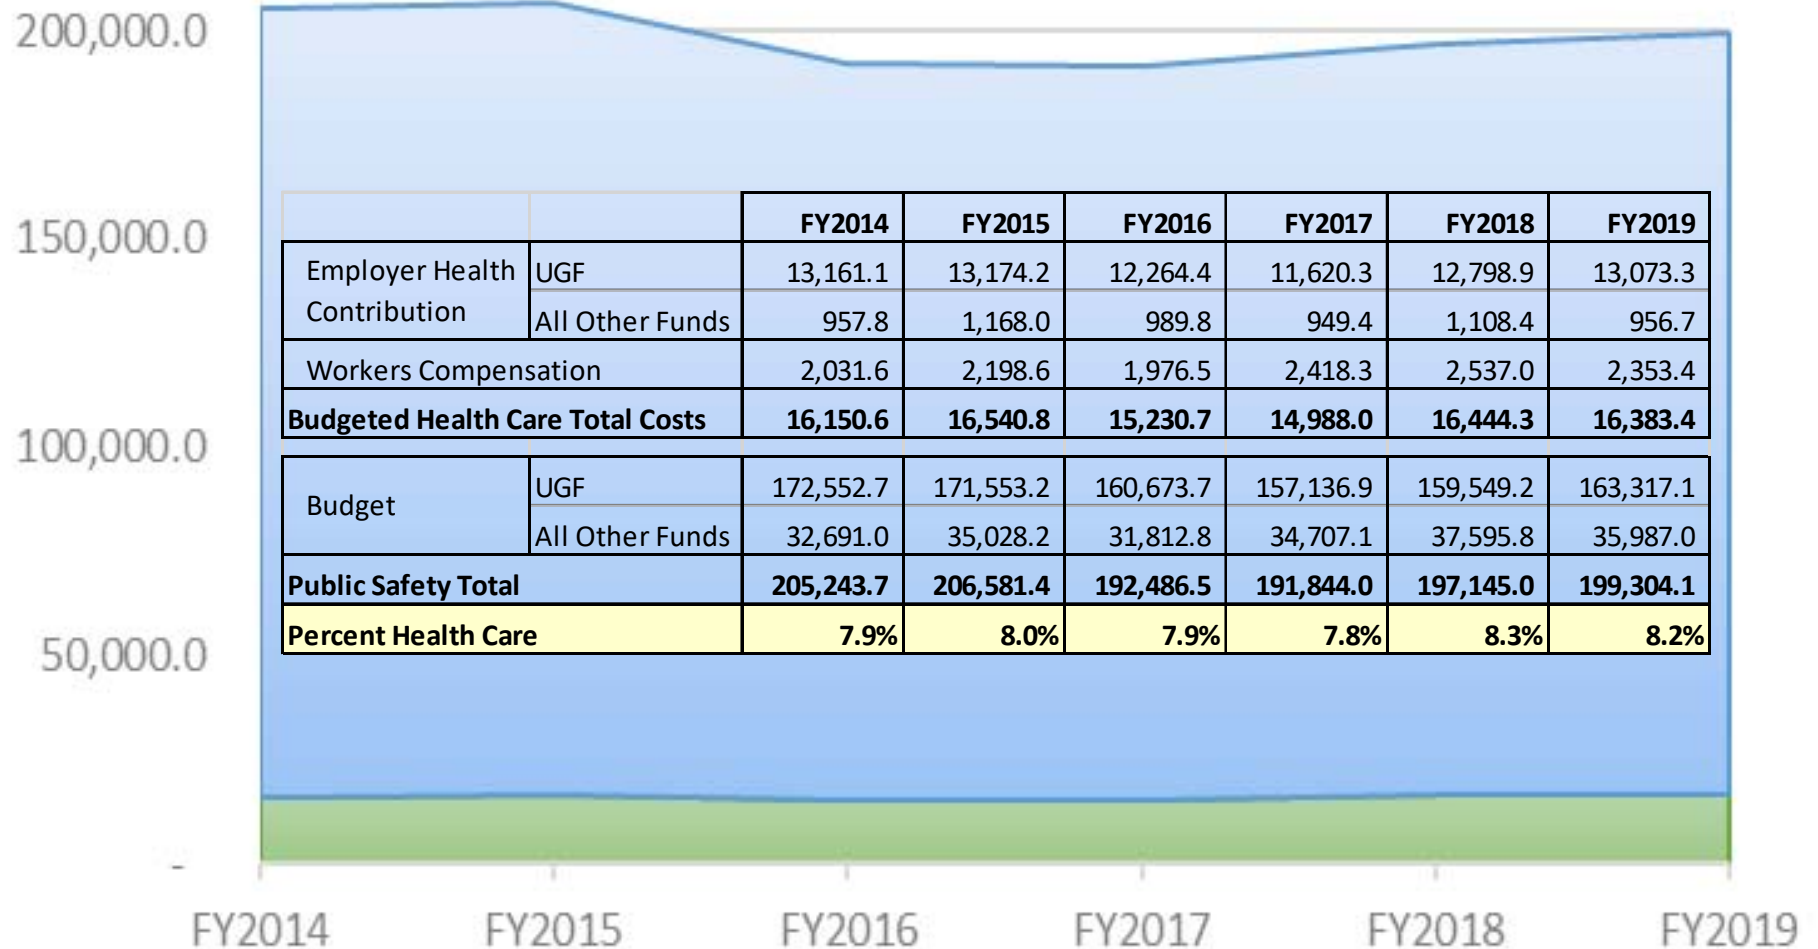 200,000.0
150,000.0
100,000.0
50,000.0
-
FY2014 FY2015 FY2016 FY2017 FY2018 FY2019
Employer Health Contribution UGF 13,161.1 13,174.2 12,264.4 11,620.3 12,798.9 13,073.3
All Other Funds 957.8 1,168.0 989.8 949.4 1,108.4 956.7
Workers Compensation 2,031.6 2,198.6 1,976.5 2,418.3 2,537.0 2,353.4
Budgeted Health Care Total Costs 16,150.6 16,540.8 15,230.7 14,988.0 16,444.3 16,383.4
Budget UGF 172,552.7 171,553.2 160,673.7 157,136.9 159,549.2 163,317.1
All Other Funds 32,691.0 35,028.2 31,812.8 34,707.1 37,595.8 35,987.0
Public Safety Total 205,243.7 206,581.4 192,486.5 191,844.0 197,145.0 199,304.1
Percent Health Care 7.9% 8.0% 7.9% 7.8% 8.3% 8.2%
FY2014 FY2015 FY2016 FY2017 FY2018 FY2019